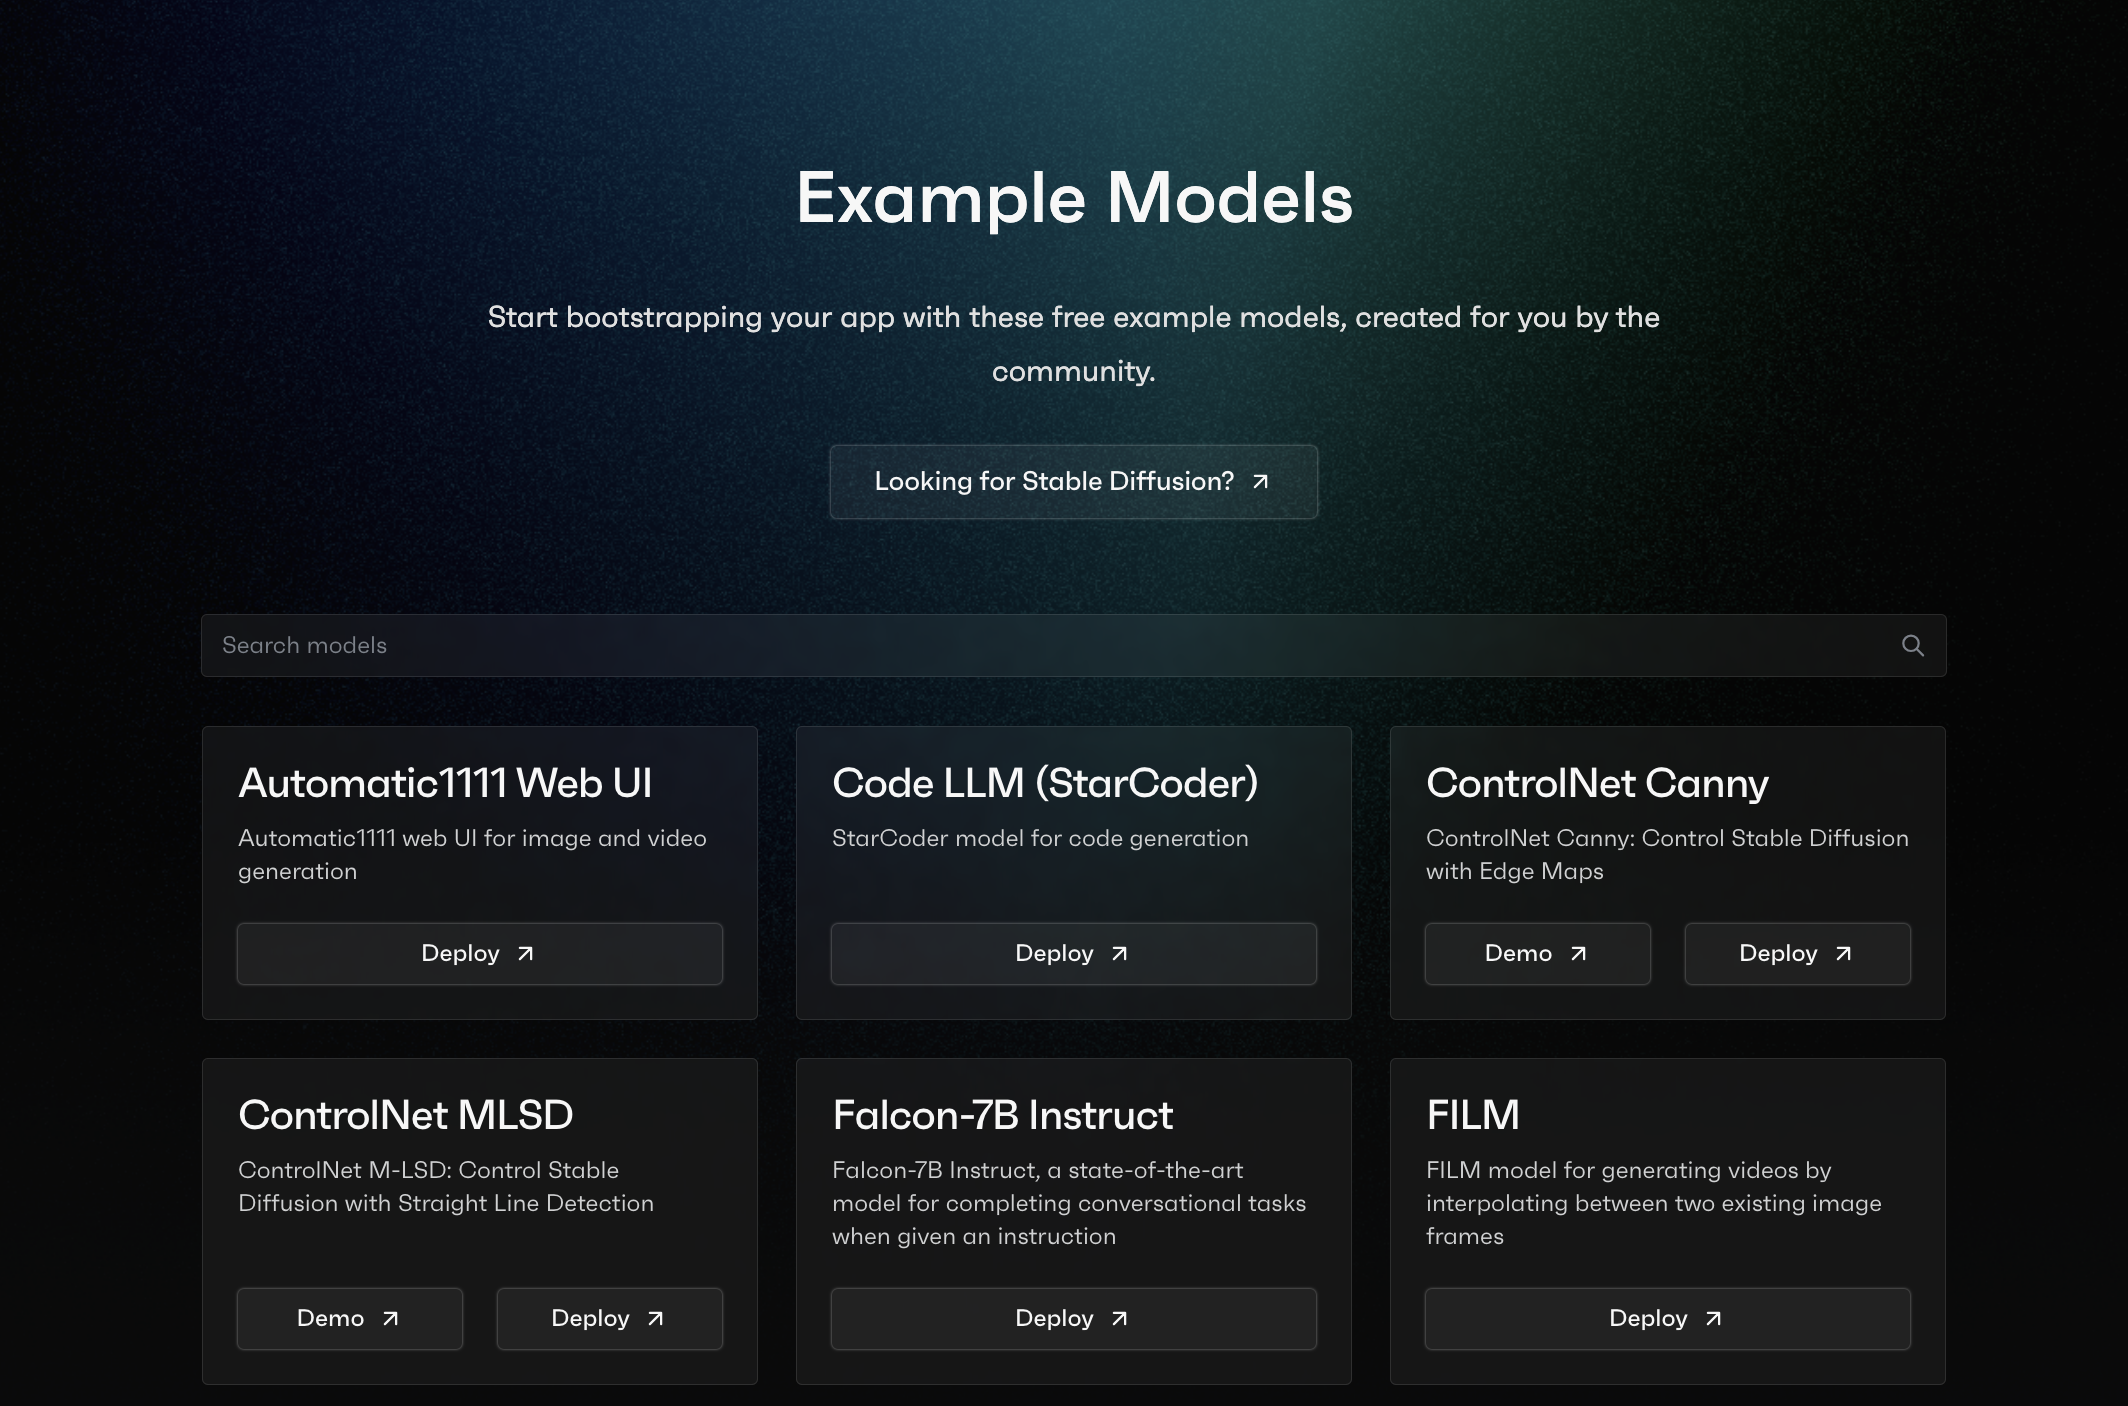 Example Models
Start bootstrapping your app with these free example models, created for you by the
community.
Looking for Stable Diffusion?
Search models
Automatic1111 Web UI
Automatic1111 web UI for image and video
generation
Deploy
Code LLM (StarCoder)
StarCoder model for code generation
Deploy
ControlNet Canny
ControlNet Canny: Control Stable Diffusion
with Edge Maps
Demo
Deploy
ControlNet MLSD
ControlNet M-LSD: Control Stable
Diffusion with Straight Line Detection
Demo
Deploy
Falcon-7B Instruct
Falcon-7B Instruct, a state-of-the-art
model for completing conversational tasks
when given an instruction
Deploy
FILM
FILM model for generating videos by
interpolating between two existing image
frames
Deploy